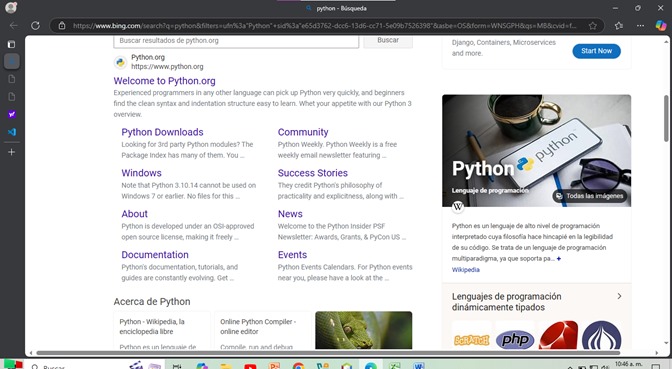 python - Búsqueda
https://www.bing.com/search?q=python&filters=ufn%3a"Python"+sid%3a"e65d3762-dcc6-13d6-cc71-5e09b7526398"&asbe=OS&form=WNSGPH&qs=MB&cvid=f...
Buscar resultados de python.org
Buscar
Python.org
https://www.python.org
Welcome to Python.org
Experienced programmers in any other language can pick up Python very quickly, and beginners
find the clean syntax and indentation structure easy to learn. Whet your appetite with our Python 3
overview.
Python Downloads
Looking for 3rd party Python modules? The
Package Index has many of them. You ...
Windows
Note that Python 3.10.14 cannot be used on
Windows 7 or earlier. No files for this ...
About
Python is developed under an OSI-approved
open source license, making it freely ...
Documentation
Python's documentation, tutorials, and
guides are constantly evolving. Get ...
Community
Python Weekly. Python Weekly is a free
weekly email newsletter featuring ...
Success Stories
They credit Python's philosophy of
practicality and explicitness, along with ...
News
Welcome to the Python Insider PSF
Newsletter: Awards, Grants, & PyCon US ...
Events
Python Events Calendars. For Python events
near you, please have a look at the ...
Acerca de Python
Python - Wikipedia, la
enciclopedia libre
Python es un lenguaje de
Online Python Compiler -
online editor
Compile, run and debug
Django, Containers, Microservices
and more.
Start Now
python
Python
Lenguaje de programación
Todas las imágenes
W
Python es un lenguaje de alto nivel de programación
interpretado cuya filosofía hace hincapié en la legibilidad
de su código. Se trata de un lenguaje de programación
multiparadigma, ya que soporta pa... +
Wikipedia
Lenguajes de programación
dinámicamente tipados
SCRATCH
php
Buscar
10:46 a. m.